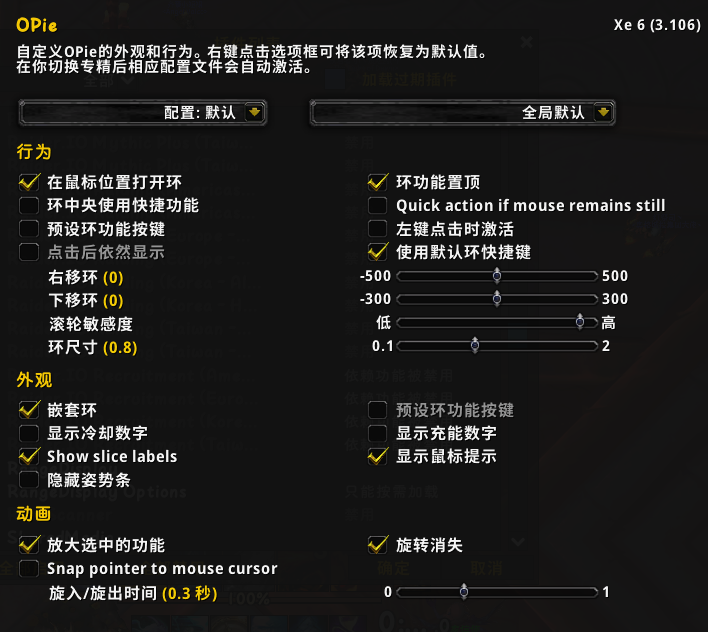 OPie
Xe 6 (3.106)
自定义OPie的外观和行为。右键点击选项框可将该项恢复为默认值。
在你切换专精后相应配置文件会自动激活。
配置: 默认
全局默认
行为
在鼠标位置打开环
环功能置顶
环中央使用快捷功能
Quick action if mouse remains still
预设环功能按键
左键点击时激活
点击后依然显示
使用默认环快捷键
右移环 (0)
-500
500
下移环 (0)
-300
300
滚轮敏感度
低
高
环尺寸 (0.8)
0.1
2
外观
嵌套环
预设环功能按键
显示冷却数字
显示充能数字
Show slice labels
显示鼠标提示
隐藏姿势条
动画
放大选中的功能
旋转消失
Snap pointer to mouse cursor
旋入/旋出时间 (0.3 秒)
0
1